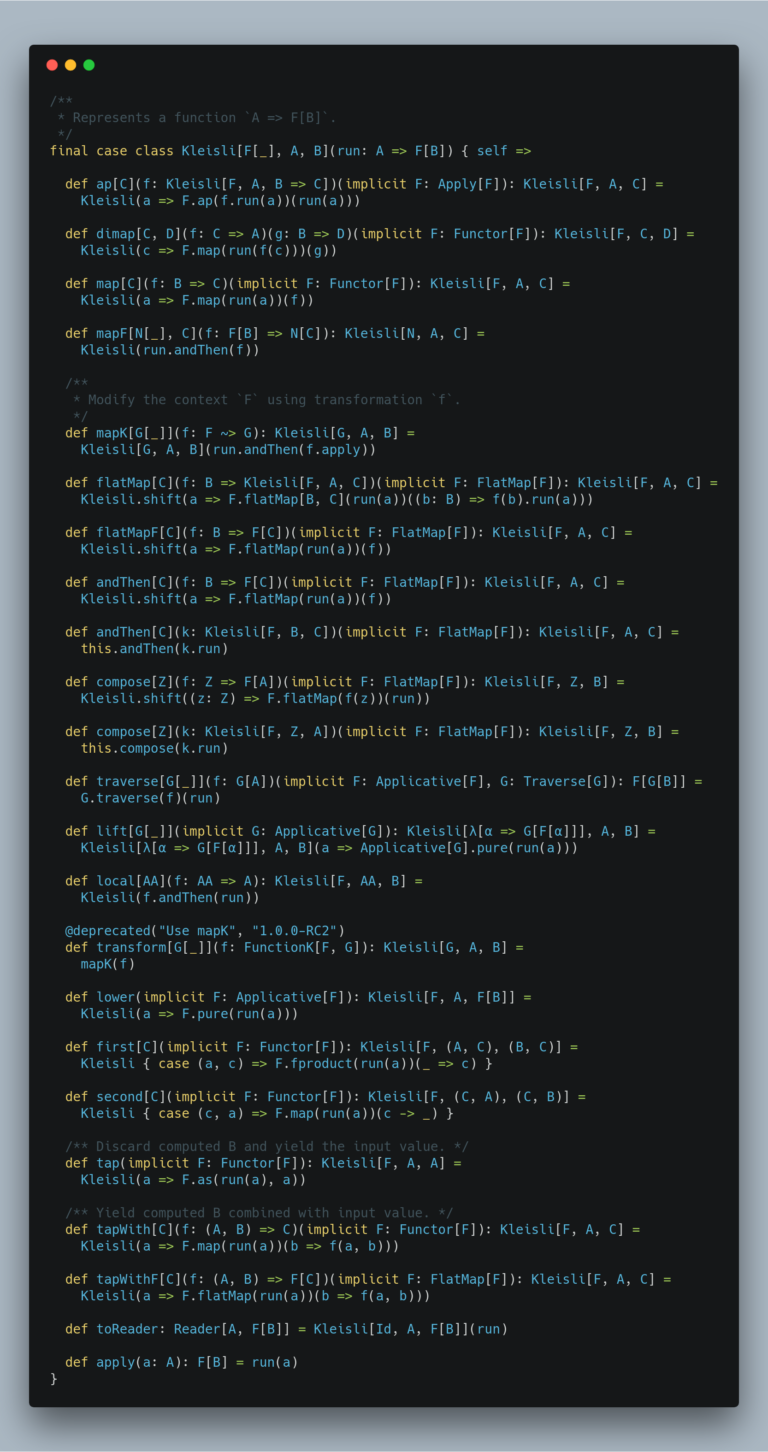 /**
 * Represents a function `A => F[B]`.
 */
final case class Kleisli[F[_], A, B](run: A => F[B]) { self =>

  def ap[C](f: Kleisli[F, A, B => C])(implicit F: Apply[F]): Kleisli[F, A, C] =
    Kleisli(a => F.ap(f.run(a))(run(a)))

  def dimap[C, D](f: C => A)(g: B => D)(implicit F: Functor[F]): Kleisli[F, C, D] =
    Kleisli(c => F.map(run(f(c)))(g))

  def map[C](f: B => C)(implicit F: Functor[F]): Kleisli[F, A, C] =
    Kleisli(a => F.map(run(a))(f))

  def mapF[N[_], C](f: F[B] => N[C]): Kleisli[N, A, C] =
    Kleisli(run.andThen(f))

  /**
   * Modify the context `F` using transformation `f`.
   */
  def mapK[G[_]](f: F ~> G): Kleisli[G, A, B] =
    Kleisli[G, A, B](run.andThen(f.apply))

  def flatMap[C](f: B => Kleisli[F, A, C])(implicit F: FlatMap[F]): Kleisli[F, A, C] =
    Kleisli.shift(a => F.flatMap[B, C](run(a))((b: B) => f(b).run(a)))

  def flatMapF[C](f: B => F[C])(implicit F: FlatMap[F]): Kleisli[F, A, C] =
    Kleisli.shift(a => F.flatMap(run(a))(f))

  def andThen[C](f: B => F[C])(implicit F: FlatMap[F]): Kleisli[F, A, C] =
    Kleisli.shift(a => F.flatMap(run(a))(f))

  def andThen[C](k: Kleisli[F, B, C])(implicit F: FlatMap[F]): Kleisli[F, A, C] =
    this.andThen(k.run)

  def compose[Z](f: Z => F[A])(implicit F: FlatMap[F]): Kleisli[F, Z, B] =
    Kleisli.shift((z: Z) => F.flatMap(f(z))(run))

  def compose[Z](k: Kleisli[F, Z, A])(implicit F: FlatMap[F]): Kleisli[F, Z, B] =
    this.compose(k.run)

  def traverse[G[_]](f: G[A])(implicit F: Applicative[F], G: Traverse[G]): F[G[B]] =
    G.traverse(f)(run)

  def lift[G[_]](implicit G: Applicative[G]): Kleisli[λ[α => G[F[α]]], A, B] =
    Kleisli[λ[α => G[F[α]]], A, B](a => Applicative[G].pure(run(a)))

  def local[AA](f: AA => A): Kleisli[F, AA, B] =
    Kleisli(f.andThen(run))

  @deprecated("Use mapK", "1.0.0-RC2")
  def transform[G[_]](f: FunctionK[F, G]): Kleisli[G, A, B] =
    mapK(f)

  def lower(implicit F: Applicative[F]): Kleisli[F, A, F[B]] =
    Kleisli(a => F.pure(run(a)))

  def first[C](implicit F: Functor[F]): Kleisli[F, (A, C), (B, C)] =
    Kleisli { case (a, c) => F.fproduct(run(a))(_ => c) }

  def second[C](implicit F: Functor[F]): Kleisli[F, (C, A), (C, B)] =
    Kleisli { case (c, a) => F.map(run(a))(c -> _) }

  /** Discard computed B and yield the input value. */
  def tap(implicit F: Functor[F]): Kleisli[F, A, A] =
    Kleisli(a => F.as(run(a), a))

  /** Yield computed B combined with input value. */
  def tapWith[C](f: (A, B) => C)(implicit F: Functor[F]): Kleisli[F, A, C] =
    Kleisli(a => F.map(run(a))(b => f(a, b)))

  def tapWithF[C](f: (A, B) => F[C])(implicit F: FlatMap[F]): Kleisli[F, A, C] =
    Kleisli(a => F.flatMap(run(a))(b => f(a, b)))

  def toReader: Reader[A, F[B]] = Kleisli[Id, A, F[B]](run)

  def apply(a: A): F[B] = run(a)
}